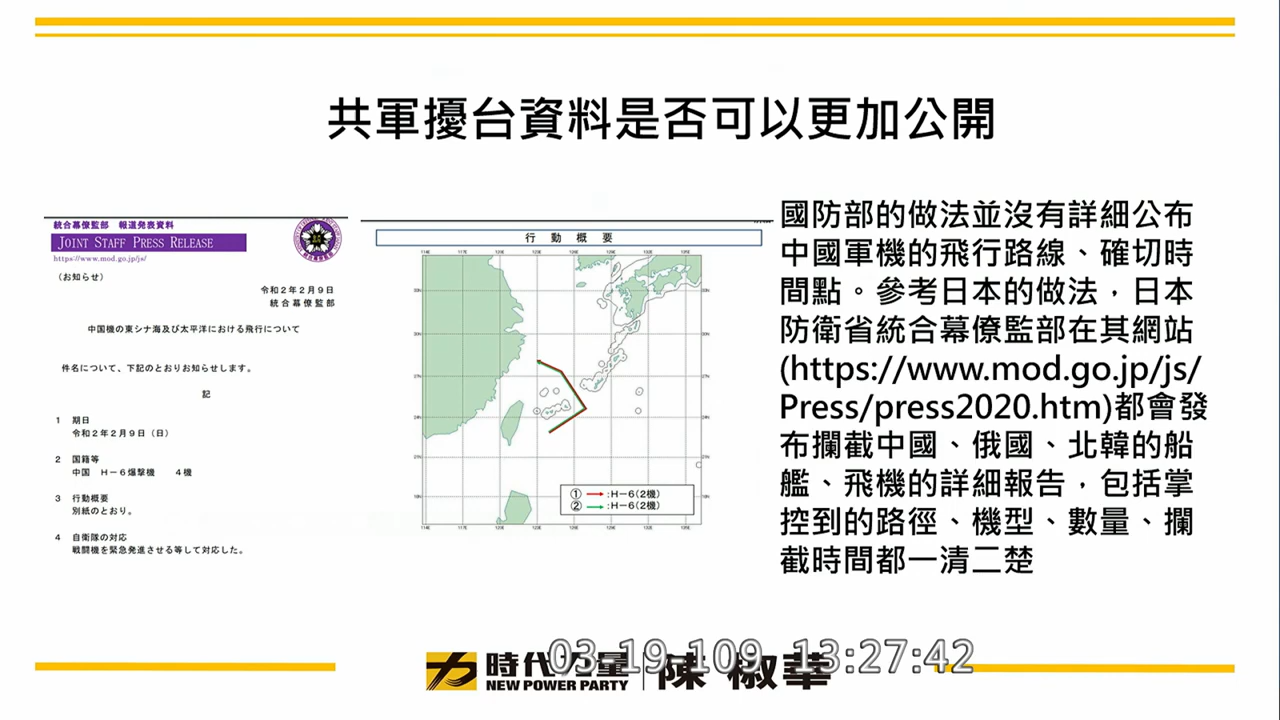 共軍擾台資料是否可以更加公開
統合幕僚監部 報道発表資料
JOINT STAFF PRESS RELEASE
https://www.mod.go.jp/js/
（お知らせ）
令和２年２月９日
統合幕僚監部
中国機の東シナ海及び太平洋における飛行について
件名について、下記のとおりお知らせします。
記
１ 期日
令和２年２月９日（日）
２ 国籍等
中国 Ｈ－６爆撃機 ４機
３ 行動概要
別紙のとおり。
４ 自衛隊の対応
戦闘機を緊急発進させる等して対応した。
行動概要
① :H－6(2機)
② :H－6(2機)
國防部的做法並沒有詳細公布
中國軍機的飛行路線、確切時
間點。參考日本的做法，日本
防衛省統合幕僚監部在其網站
(https://www.mod.go.jp/js/
Press/press2020.htm)都會發
布攔截中國、俄國、北韓的船
艦、飛機的詳細報告，包括掌
控到的路徑、機型、數量、攔
截時間都一清二楚
時代力量
NEW POWER PARTY
陳椒華
03 19 109 13:27:42